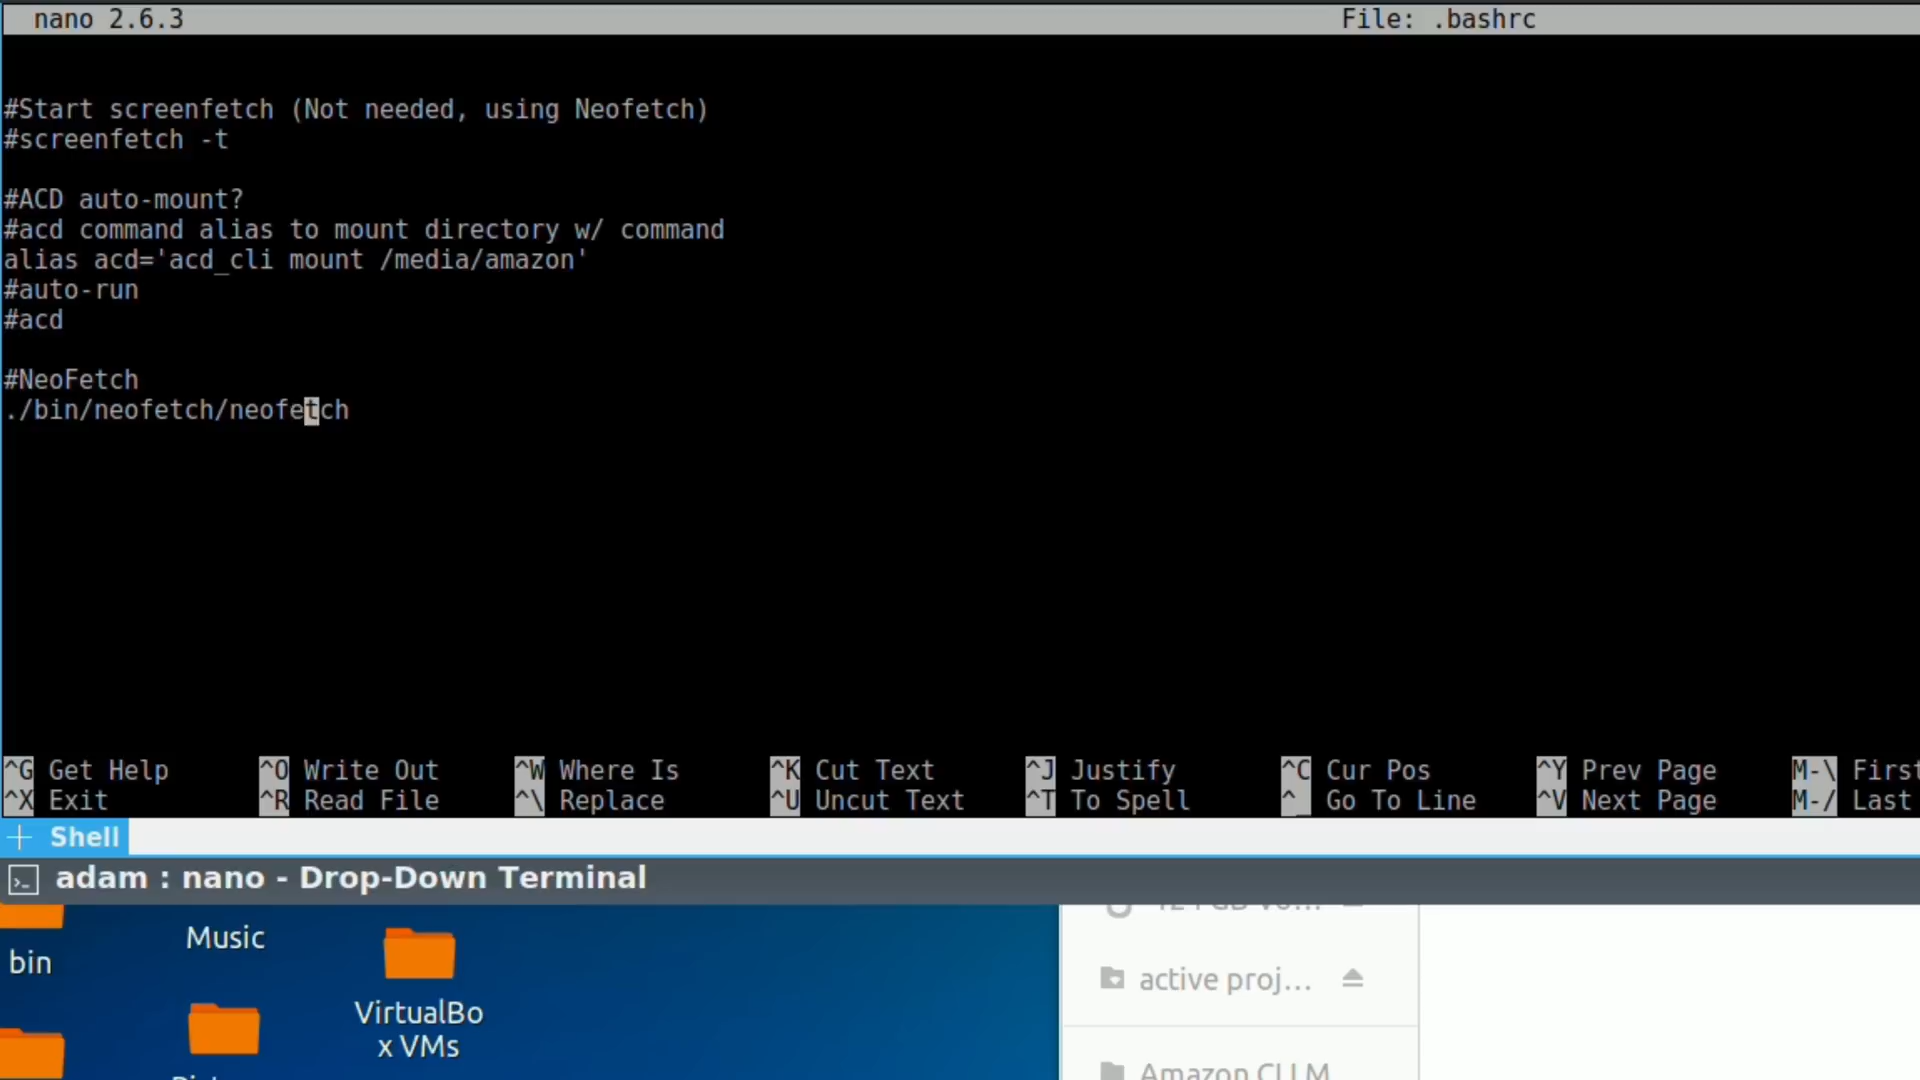 nano 2.6.3 File: .bashrc
#Start screenfetch (Not needed, using Neofetch)
#screenfetch -t
#ACD auto-mount?
#acd command alias to mount directory w/ command
alias acd='acd_cli mount /media/amazon'
#auto-run
#acd
#NeoFetch
./bin/neofetch/neofetch
^G Get Help ^O Write Out ^W Where Is ^K Cut Text ^J Justify ^C Cur Pos ^Y Prev Page M-\ First
^X Exit ^R Read File ^\ Replace ^U Uncut Text ^T To Spell ^_ Go To Line ^V Next Page M-/ Last
+ Shell
adam : nano - Drop-Down Terminal
Music
bin
active proj...
VirtualBo
x VMs
Amazon